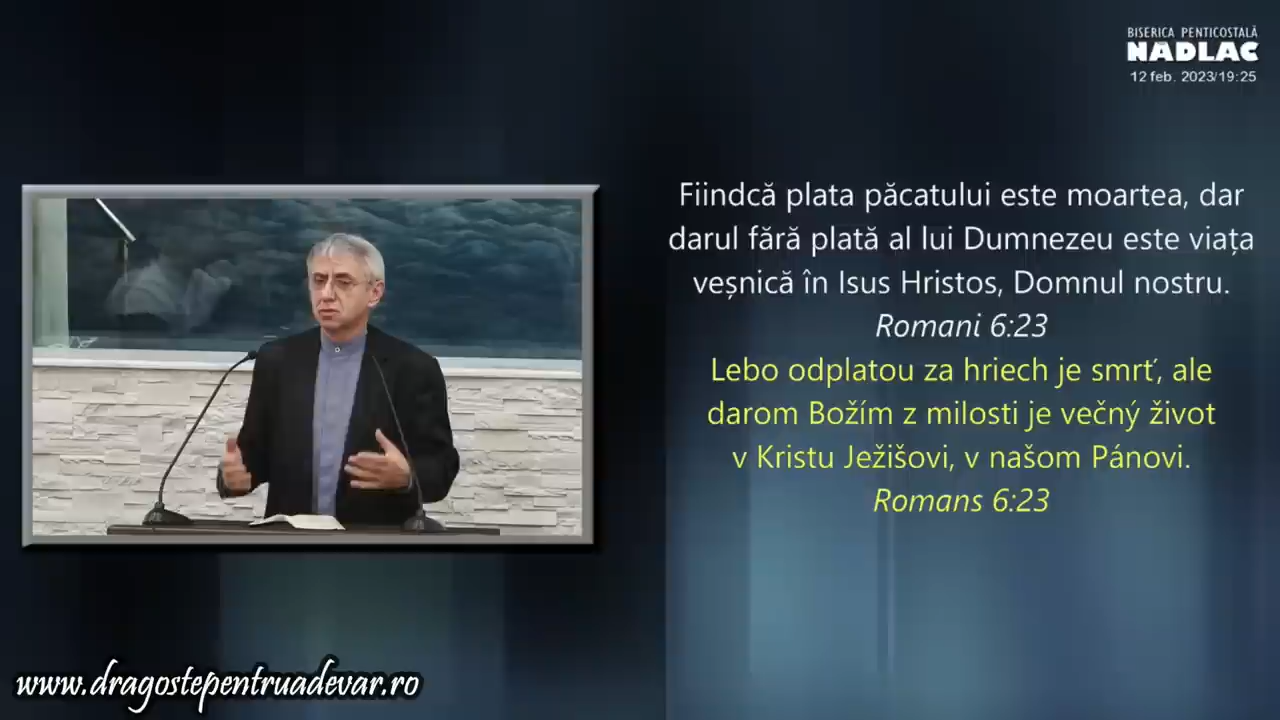 BISERICA PENTICOSTALĂ
NĂDLAC
12 feb. 2023/19:25
Fiindcă plata păcatului este moartea, dar
darul fără plată al lui Dumnezeu este viața
veșnică în Isus Hristos, Domnul nostru.
Romani 6:23
Lebo odplatou za hriech je smrť, ale
darom Božím z milosti je večný život
v Kristu Ježišovi, v našom Pánovi.
Romans 6:23
www.dragostepentruadevar.ro